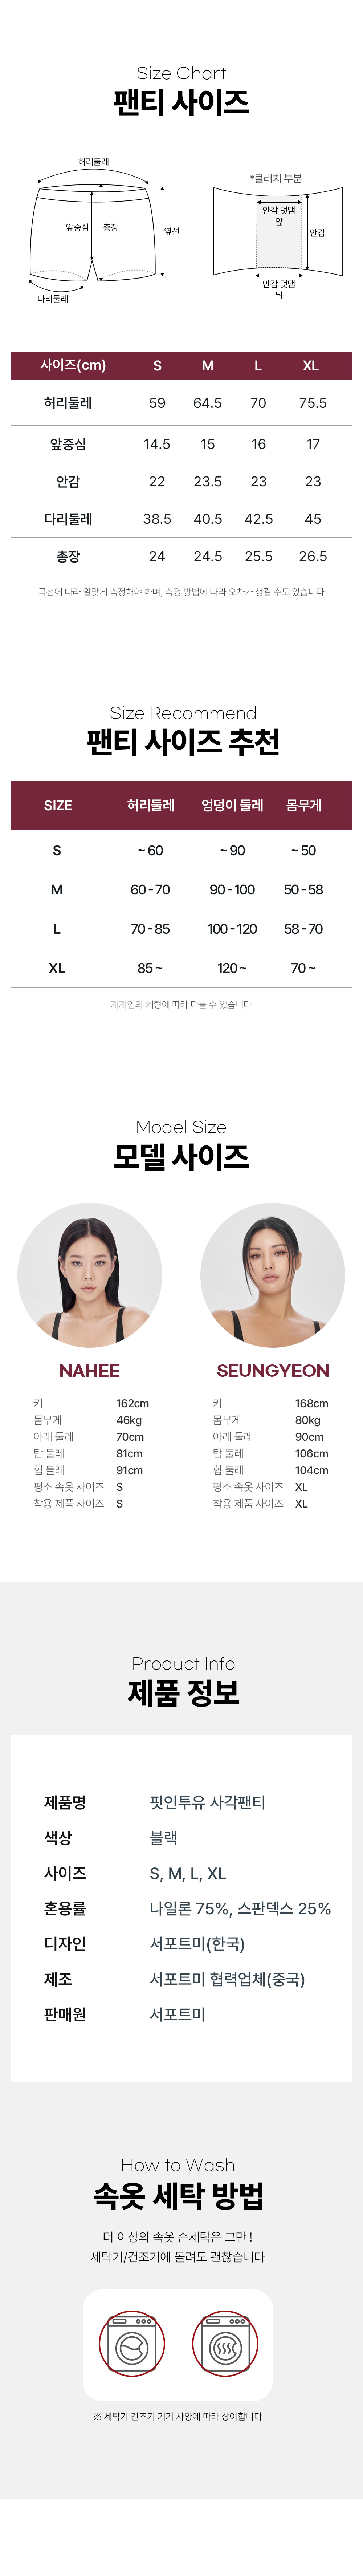 Size Chart
팬티 사이즈
허리둘레
앞중심
총장
옆선
다리둘레
*클러치 부분
안감 덧댐
앞
안감
안감 덧댐
뒤
사이즈(cm) S M L XL
허리둘레 59 64.5 70 75.5
앞중심 14.5 15 16 17
안감 22 23.5 23 23
다리둘레 38.5 40.5 42.5 45
총장 24 24.5 25.5 26.5
곡선에 따라 알맞게 측정해야 하며, 측정 방법에 따라 오차가 생길 수도 있습니다
Size Recommend
팬티 사이즈 추천
SIZE 허리둘레 엉덩이 둘레 몸무게
S ~ 60 ~ 90 ~ 50
M 60 - 70 90 - 100 50 - 58
L 70 - 85 100 - 120 58 - 70
XL 85 ~ 120 ~ 70 ~
개개인의 체형에 따라 다를 수 있습니다
Model Size
모델 사이즈
NAHEE
키 162cm
몸무게 46kg
아래 둘레 70cm
탑 둘레 81cm
힙 둘레 91cm
평소 속옷 사이즈 S
착용 제품 사이즈 S
SEUNGYEON
키 168cm
몸무게 80kg
아래 둘레 90cm
탑 둘레 106cm
힙 둘레 104cm
평소 속옷 사이즈 XL
착용 제품 사이즈 XL
Product Info
제품 정보
제품명 핏인투유 사각팬티
색상 블랙
사이즈 S, M, L, XL
혼용률 나일론 75%, 스판덱스 25%
디자인 서포트미(한국)
제조 서포트미 협력업체(중국)
판매원 서포트미
How to Wash
속옷 세탁 방법
더 이상의 속옷 손세탁은 그만 !
세탁기/건조기에 돌려도 괜찮습니다
※ 세탁기 건조기 기기 사양에 따라 상이합니다